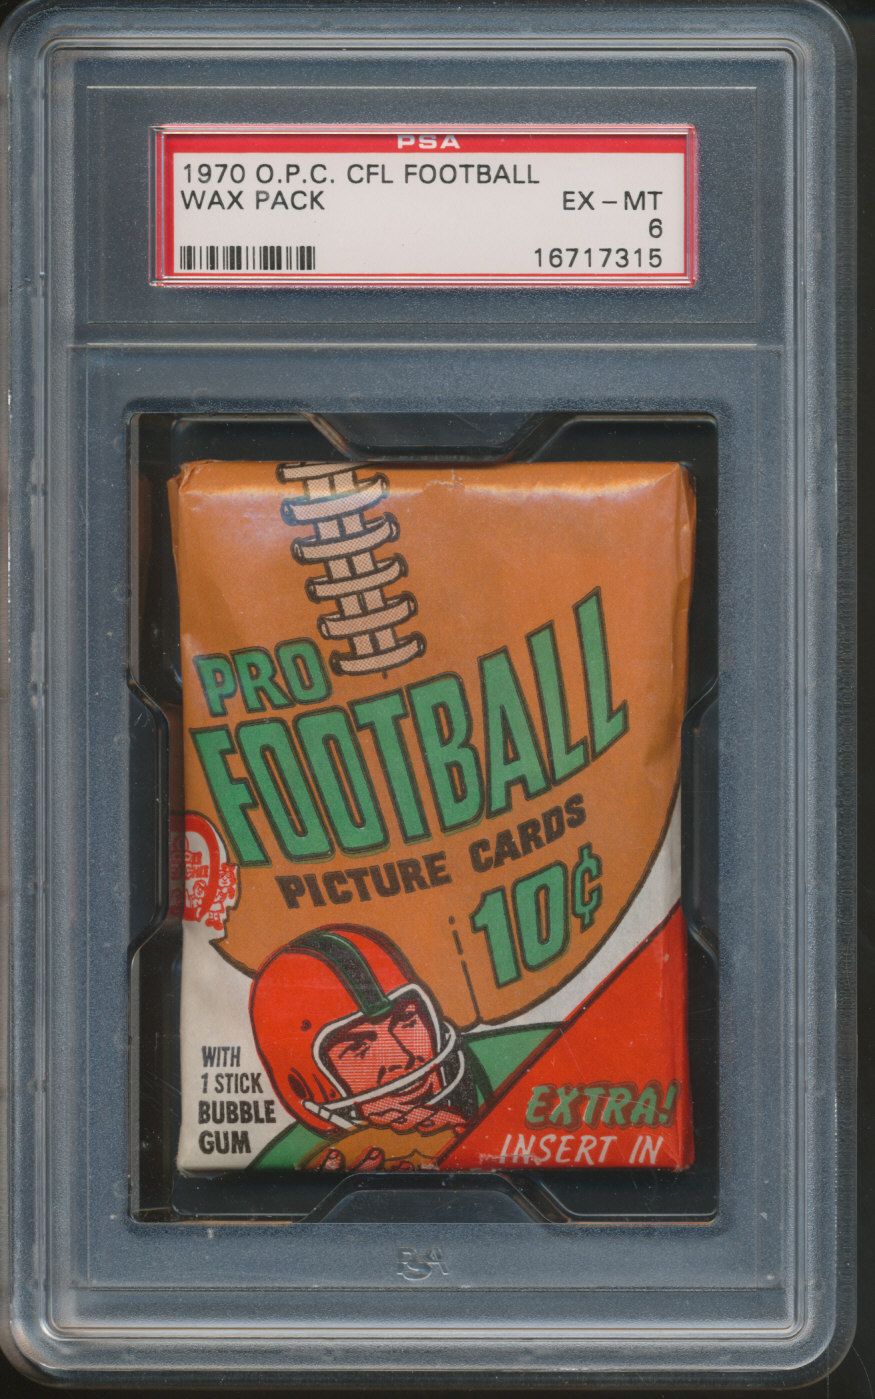 PSA
1970 O.P.C. CFL FOOTBALL
WAX PACK
EX - MT
6
16717315
PRO
FOOTBALL
PICTURE CARDS
10¢
WITH
1 STICK
BUBBLE
GUM
EXTRA!
INSERT IN
PSA